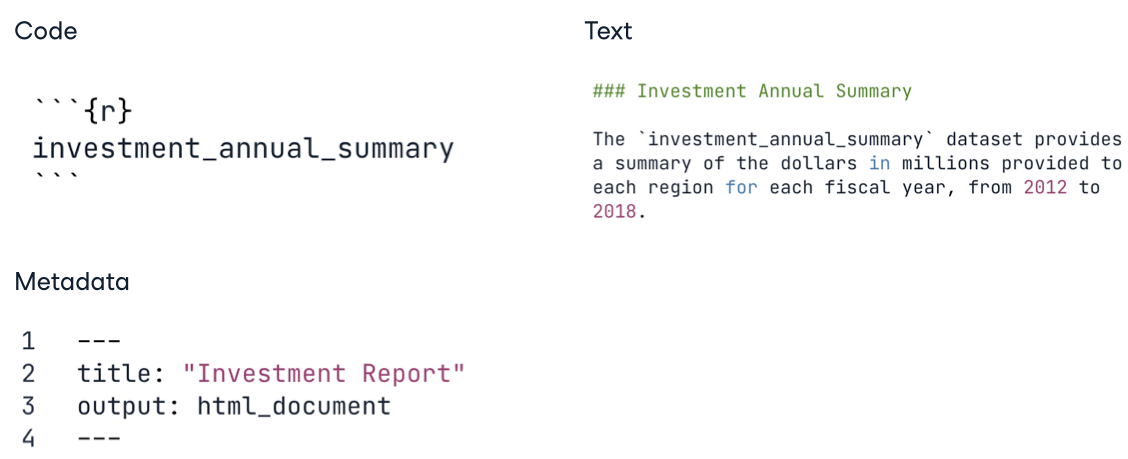 Code
```{r}
investment_annual_summary
```
Text
### Investment Annual Summary
The `investment_annual_summary` dataset provides
a summary of the dollars in millions provided to
each region for each fiscal year, from 2012 to
2018.
Metadata
1 ---
2 title: "Investment Report"
3 output: html_document
4 ---